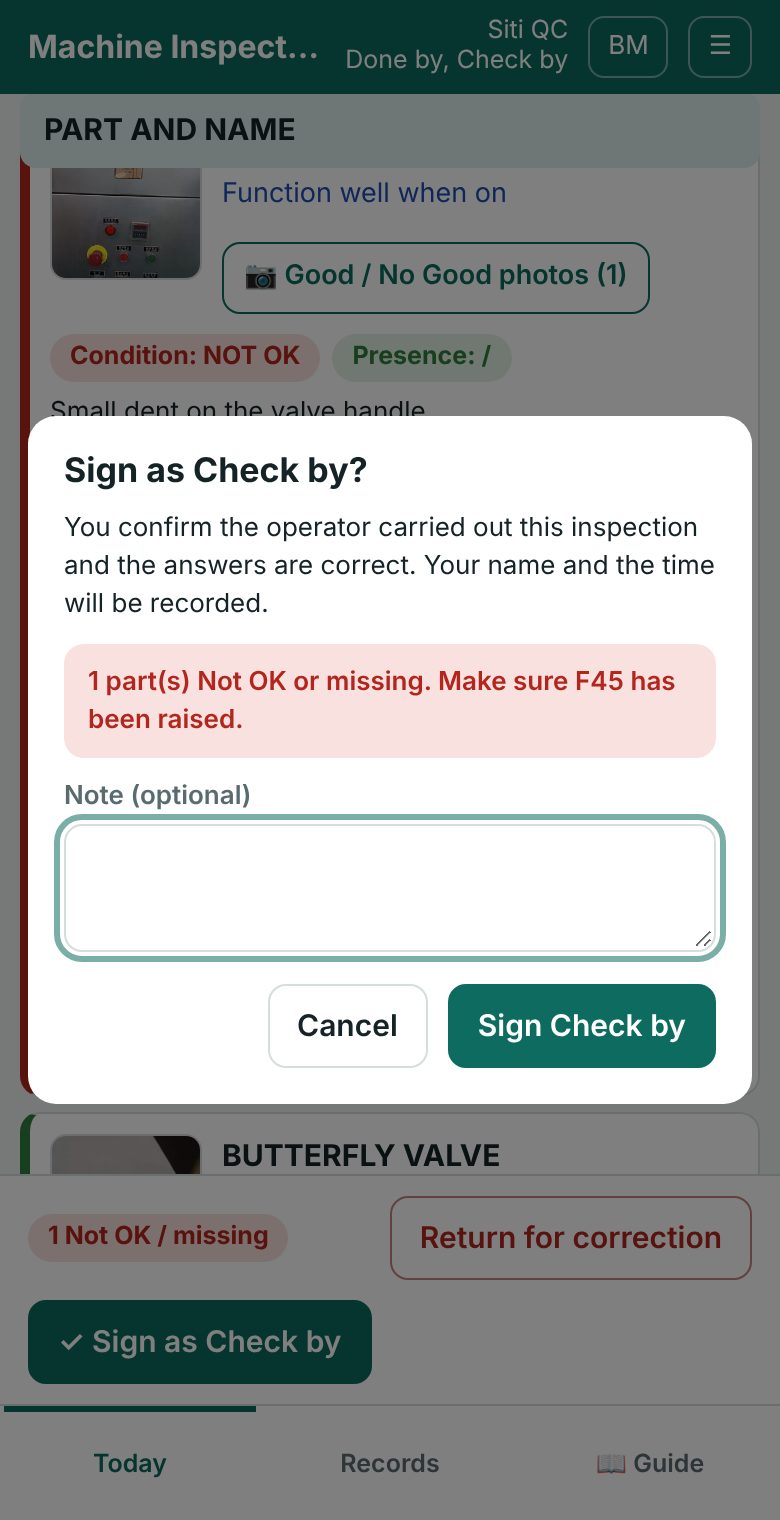 Machine Inspect...
Siti QC
Done by, Check by
BM
☰
PART AND NAME
Function well when on
📷 Good / No Good photos (1)
Condition: NOT OK
Presence: /
Small dent on the valve handle
Sign as Check by?
You confirm the operator carried out this inspection
and the answers are correct. Your name and the time
will be recorded.
1 part(s) Not OK or missing. Make sure F45 has
been raised.
Note (optional)
Cancel
Sign Check by
BUTTERFLY VALVE
1 Not OK / missing
Return for correction
✓ Sign as Check by
Today
Records
📖 Guide